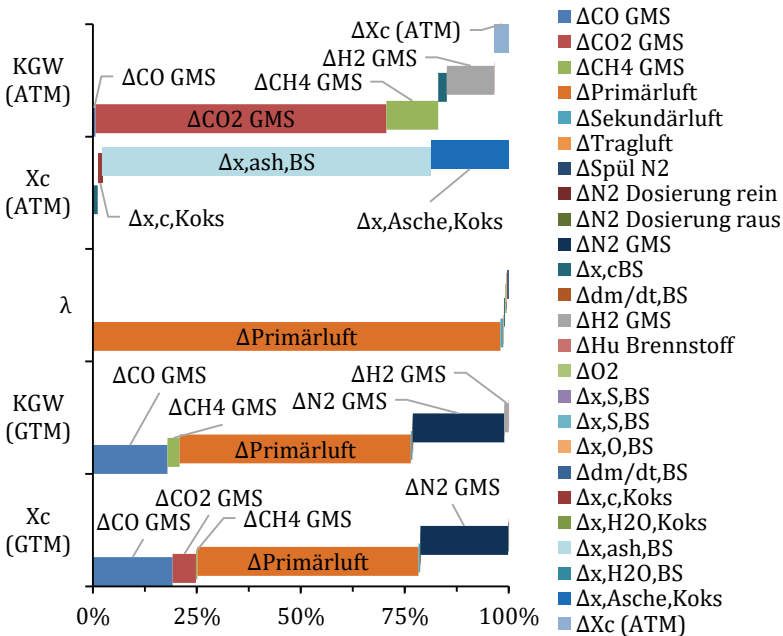 KGW
(ATM)
Xc
(ATM)
λ
KGW
(GTM)
Xc
(GTM)
ΔXc (ATM)
ΔH2 GMS
ΔCO GMS
ΔCH4 GMS
ΔCO2 GMS
Δx,ash,BS
Δx,c,Koks
Δx,Asche,Koks
ΔPrimärluft
ΔH2 GMS
ΔCO GMS
ΔCH4 GMS
ΔN2 GMS
ΔPrimärluft
ΔCO2 GMS
ΔN2 GMS
ΔCO GMS
ΔCH4 GMS
ΔPrimärluft
0%
25%
50%
75%
100%
ΔCO GMS
ΔCO2 GMS
ΔCH4 GMS
ΔPrimärluft
ΔSekundärluft
ΔTragluft
ΔSpül N2
ΔN2 Dosierung rein
ΔN2 Dosierung raus
ΔN2 GMS
Δx,cBS
Δdm/dt,BS
ΔH2 GMS
ΔHu Brennstoff
ΔO2
Δx,S,BS
Δx,S,BS
Δx,O,BS
Δdm/dt,BS
Δx,c,Koks
Δx,H2O,Koks
Δx,ash,BS
Δx,H2O,BS
Δx,Asche,Koks
ΔXc (ATM)